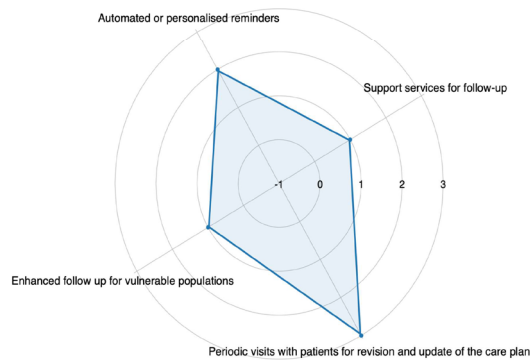 Automated or personalised reminders
Support services for follow-up
-1 0 1 2 3
Enhanced follow up for vulnerable populations
Periodic visits with patients for revision and update of the care plan